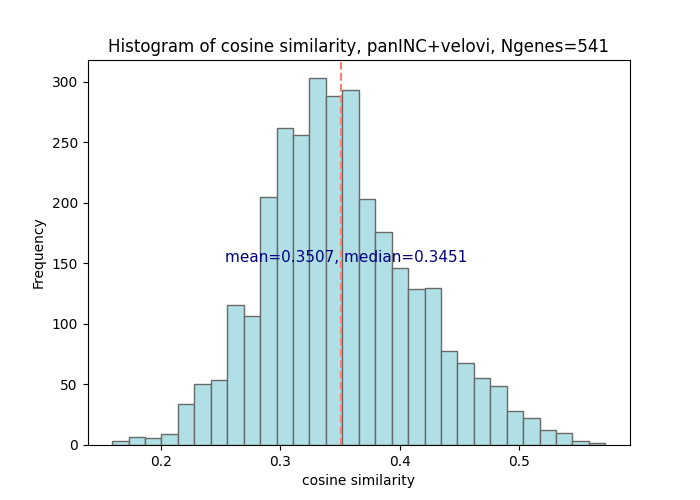 Histogram of cosine similarity, panINC+velovi, Ngenes=541
Frequency
300
250
200
150
100
50
0
mean=0.3507, median=0.3451
0.2 0.3 0.4 0.5
cosine similarity